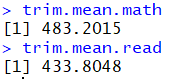 > trim.mean.math
[1] 483.2015
> trim.mean.read
[1] 433.8048